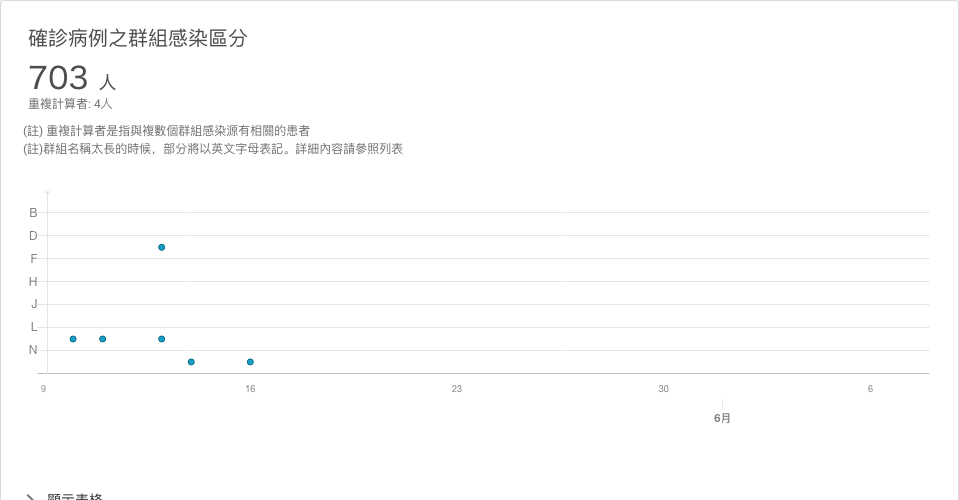 確診病例之群組感染區分
703 人
重複計算者: 4人
(註) 重複計算者是指與複數個群組感染源有相關的患者
(註)群組名稱太長的時候，部分將以英文字母表記。詳細內容請參照列表
B
D
F
H
J
L
N
9 16 23 30 6
6月
顯示表格